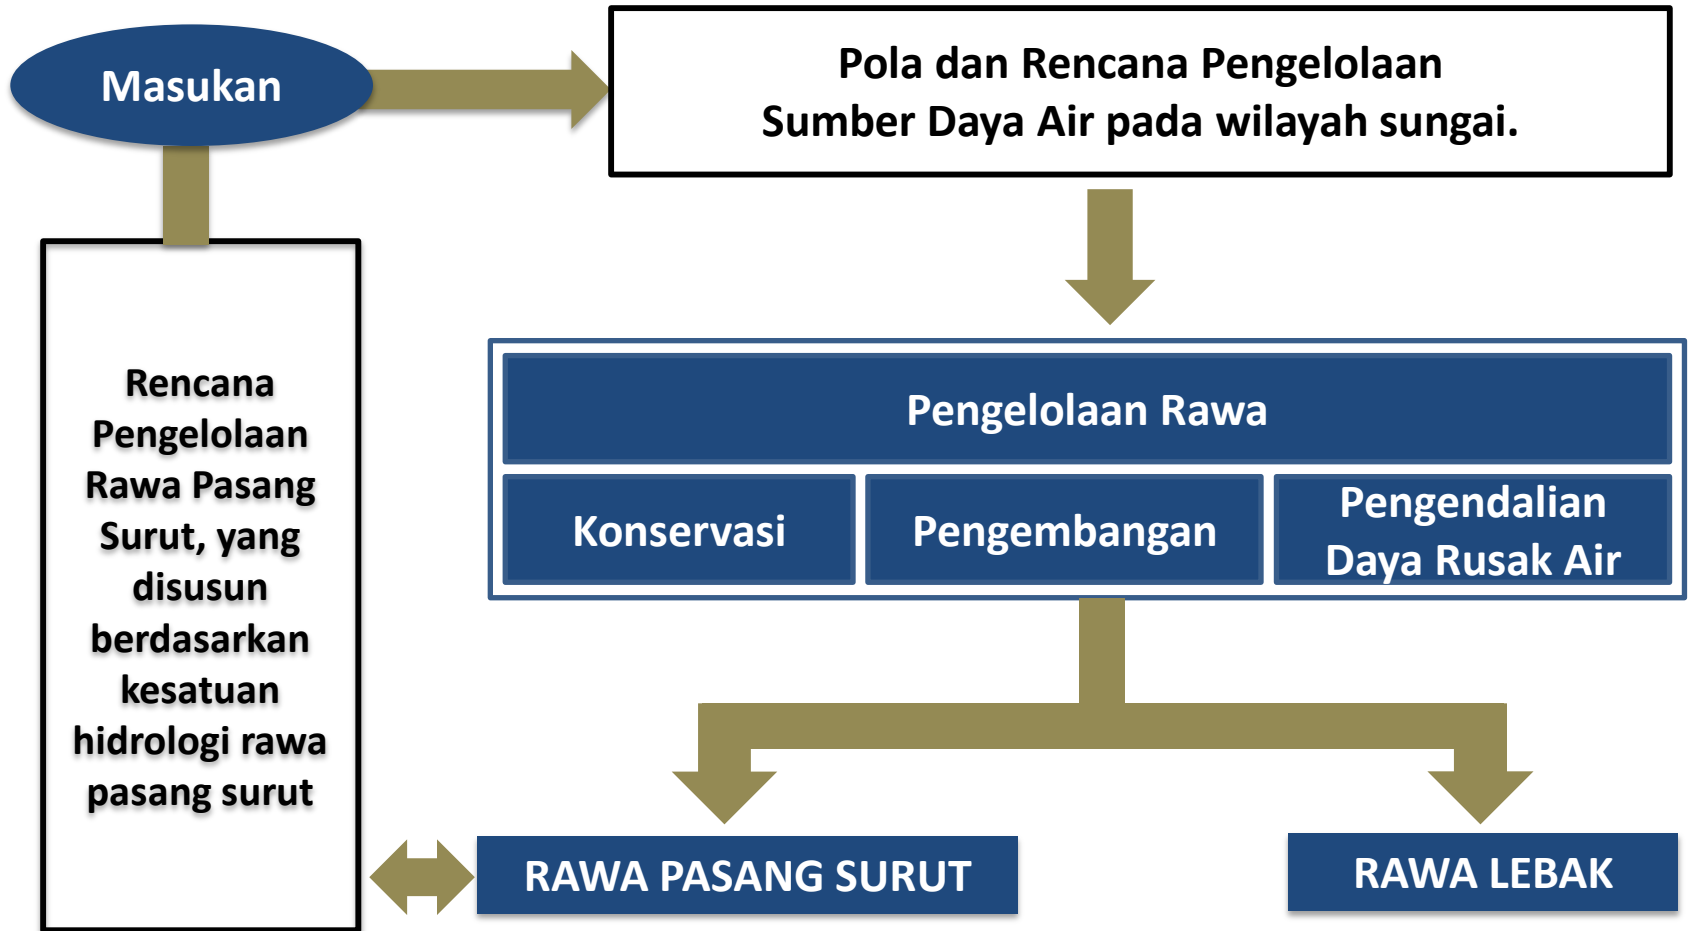 Masukan
Pola dan Rencana Pengelolaan
Sumber Daya Air pada wilayah sungai.
Rencana
Pengelolaan
Rawa Pasang
Surut, yang
disusun
berdasarkan
kesatuan
hidrologi rawa
pasang surut
Pengelolaan Rawa
Konservasi
Pengembangan
Pengendalian
Daya Rusak Air
RAWA PASANG SURUT
RAWA LEBAK